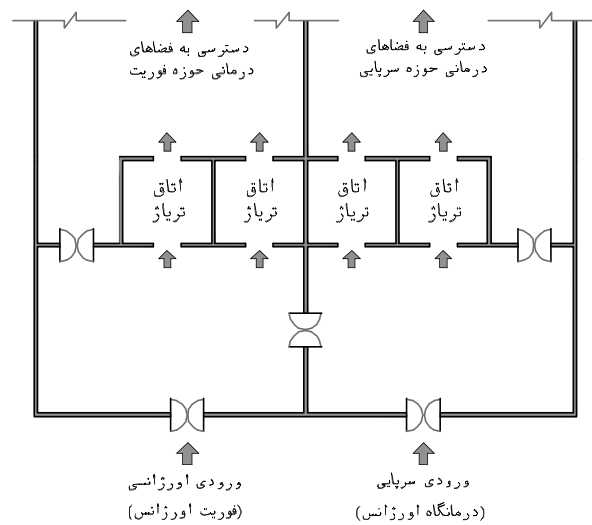 دسترسی به فضاهای
درمانی حوزه سرپایی
دسترسی به فضاهای
درمانی حوزه فوریت
اتاق
تریاژ
اتاق
تریاژ
اتاق
تریاژ
اتاق
تریاژ
ورودی سرپایی
(درمانگاه اورژانس)
ورودی اورژانسی
(فوریت اورژانس)